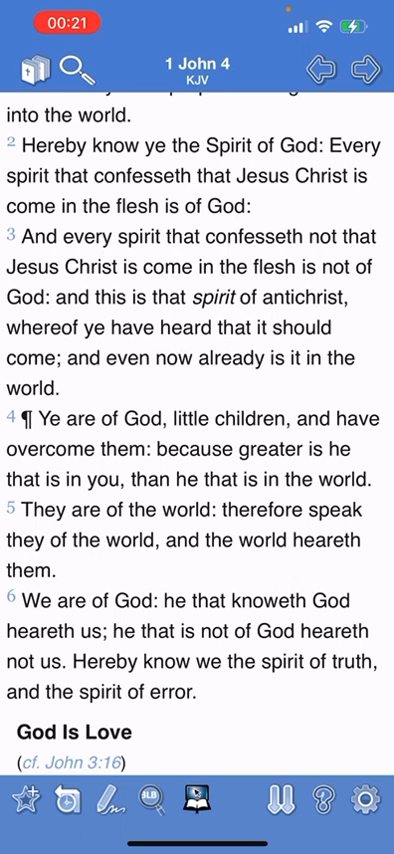 00:21
1 John 4
KJV
into the world.
2 Hereby know ye the Spirit of God: Every
spirit that confesseth that Jesus Christ is
come in the flesh is of God:
3 And every spirit that confesseth not that
Jesus Christ is come in the flesh is not of
God: and this is that spirit of antichrist,
whereof ye have heard that it should
come; and even now already is it in the
world.
4 ¶ Ye are of God, little children, and have
overcome them: because greater is he
that is in you, than he that is in the world.
5 They are of the world: therefore speak
they of the world, and the world heareth
them.
6 We are of God: he that knoweth God
heareth us; he that is not of God heareth
not us. Hereby know we the spirit of truth,
and the spirit of error.
God Is Love
(cf. John 3:16)
BLB